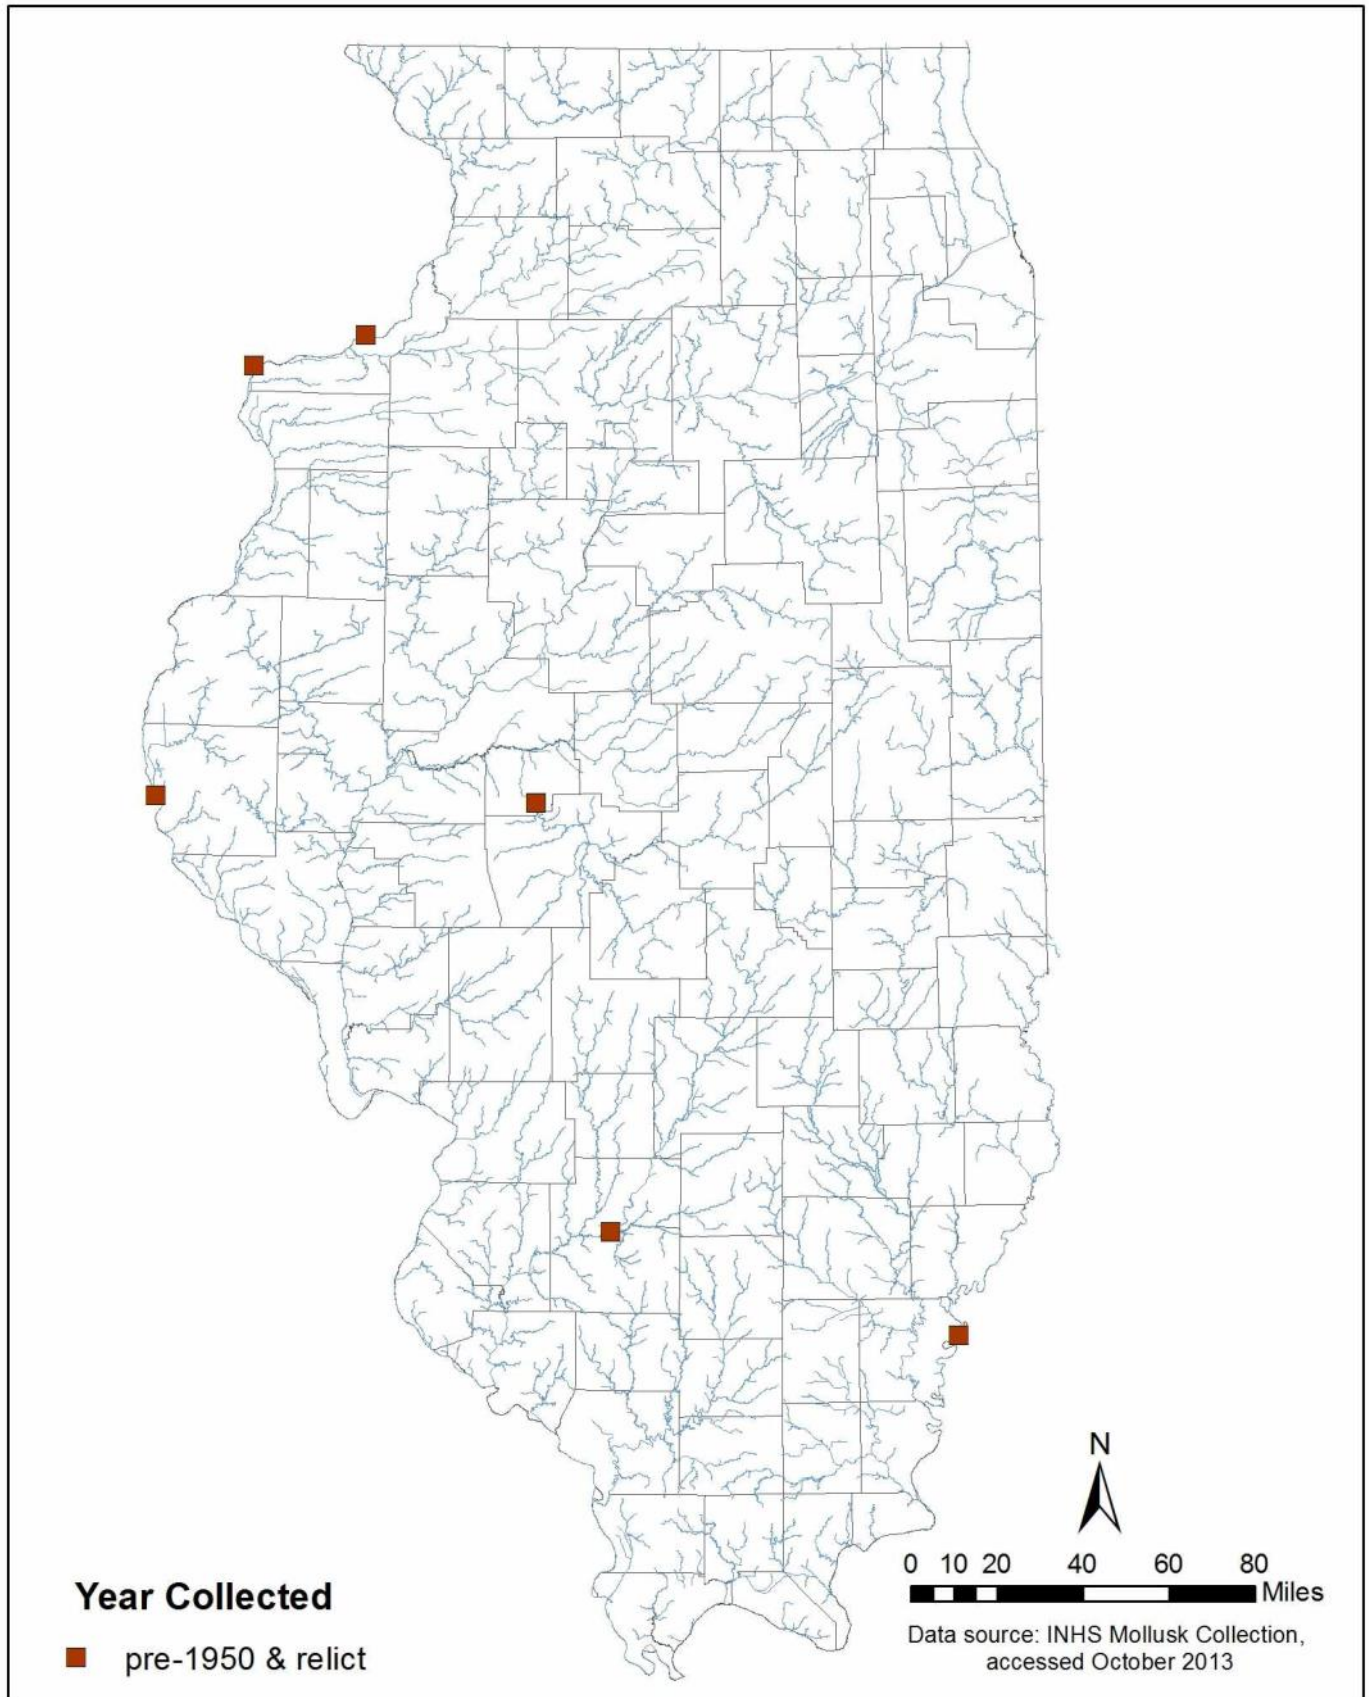 N
0 10 20 40 60 80
Miles
Year Collected
pre-1950 & relict
Data source: INHS Mollusk Collection,
accessed October 2013